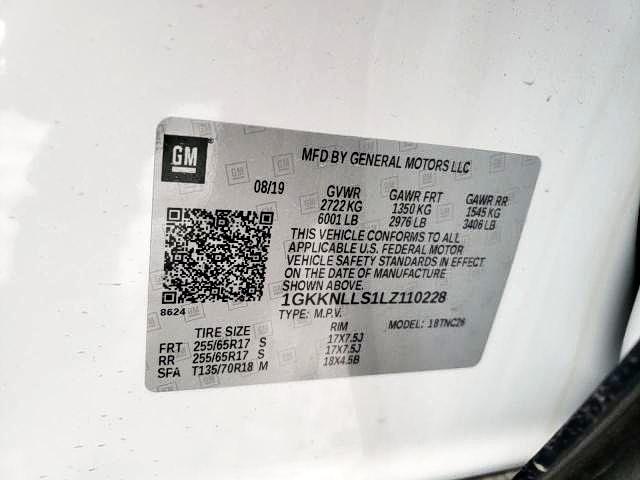 GM
MFD BY GENERAL MOTORS LLC
08/19 GVWR GAWR FRT GAWR RR
2722 KG 1350 KG 1545 KG
6001 LB 2976 LB 3406 LB
THIS VEHICLE CONFORMS TO ALL
APPLICABLE U.S. FEDERAL MOTOR
VEHICLE SAFETY STANDARDS IN EFFECT
ON THE DATE OF MANUFACTURE
SHOWN ABOVE.
1GKKNLLS1LZ110228
8624
TYPE: M.P.V. MODEL: 18TNC26
TIRE SIZE RIM
FRT 255/65R17 S 17X7.5J
RR 255/65R17 S 17X7.5J
SFA T135/70R18 M 18X4.5B